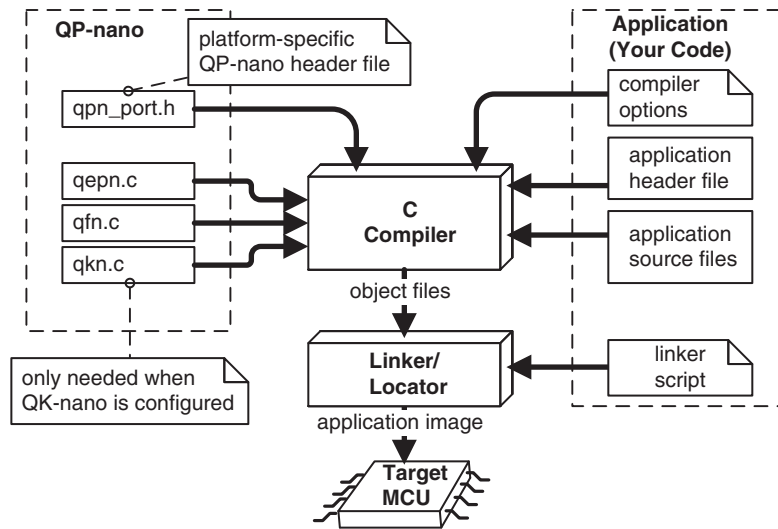 QP-nano
platform-specific
QP-nano header file
qpn_port.h
qepn.c
qfn.c
qkn.c
only needed when
QK-nano is configured
C
Compiler
object files
Linker/
Locator
application image
Target
MCU
Application
(Your Code)
compiler
options
application
header file
application
source files
linker
script